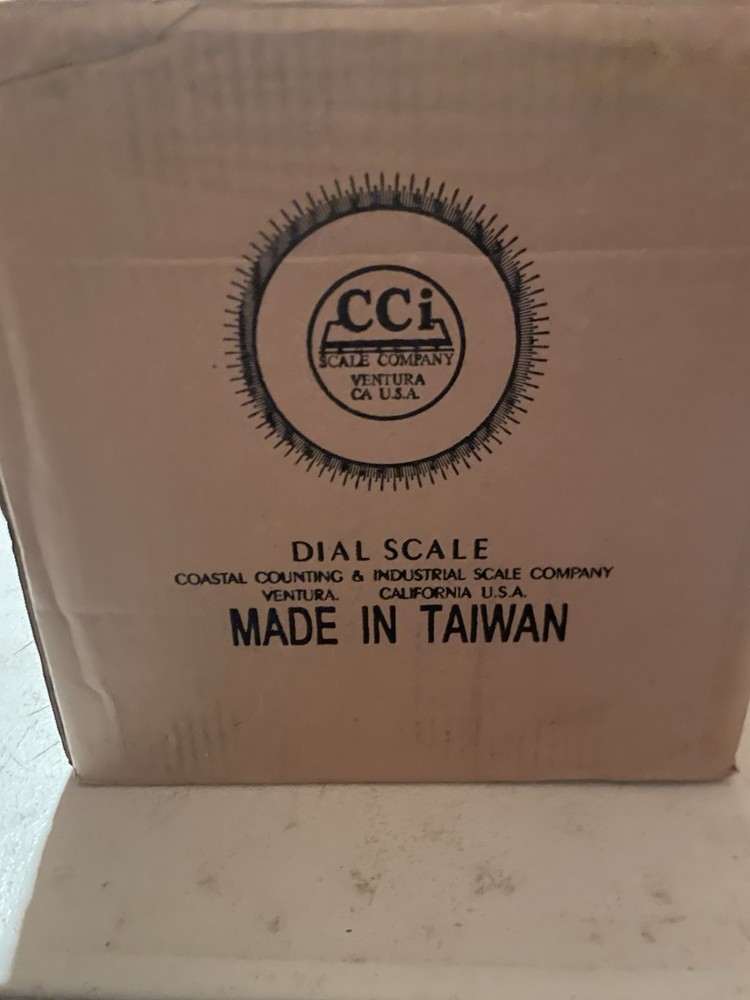 CCi
SCALE COMPANY
VENTURA
CA U.S.A.
DIAL SCALE
COASTAL COUNTING & INDUSTRIAL SCALE COMPANY
VENTURA. CALIFORNIA U.S.A.
MADE IN TAIWAN